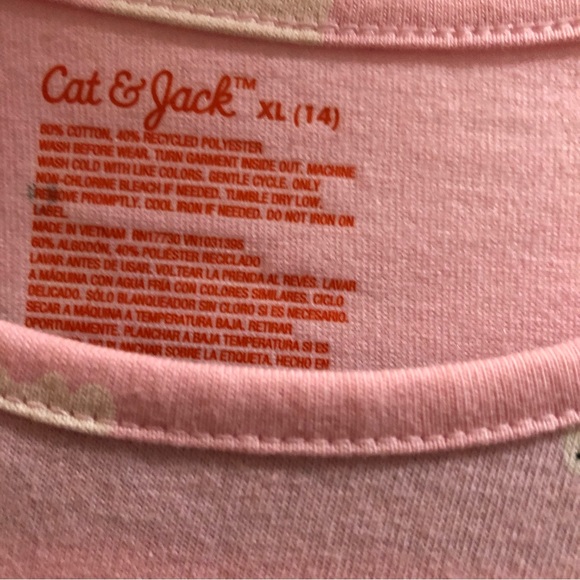 Cat & Jack™ XL (14)
60% COTTON, 40% RECYCLED POLYESTER
WASH BEFORE WEAR. TURN GARMENT INSIDE OUT. MACHINE
WASH COLD WITH LIKE COLORS. GENTLE CYCLE. ONLY
NON-CHLORINE BLEACH IF NEEDED. TUMBLE DRY LOW.
PROMPTLY. COOL IRON IF NEEDED. DO NOT IRON ON
LABEL.
MADE IN VIETNAM RN17730 VN1031395
60% ALGODÓN, 40% POLIÉSTER RECICLADO
LAVAR ANTES DE USAR. VOLTEAR LA PRENDA AL REVÉS. LAVAR
A MÁQUINA CON AGUA FRÍA CON COLORES SIMILARES. CICLO
DELICADO. SÓLO BLANQUEADOR SIN CLORO SI ES NECESARIO.
SECAR A MÁQUINA A TEMPERATURA BAJA. RETIRAR
OPORTUNAMENTE. PLANCHAR A BAJA TEMPERATURA SI ES
SOBRE LA ETIQUETA. HECHO EN